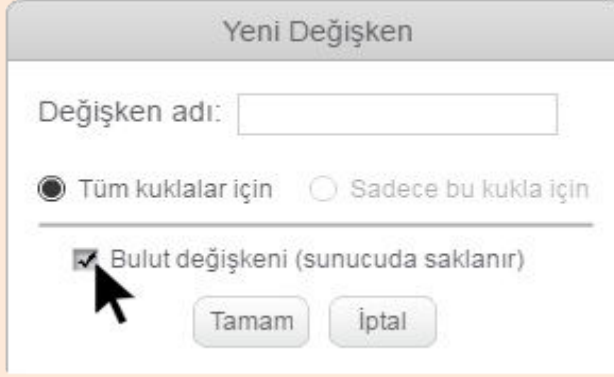 Yeni Değişken
Değişken adı:
Tüm kuklalar için Sadece bu kukla için
Bulut değişkeni (sunucuda saklanır)
Tamam İptal